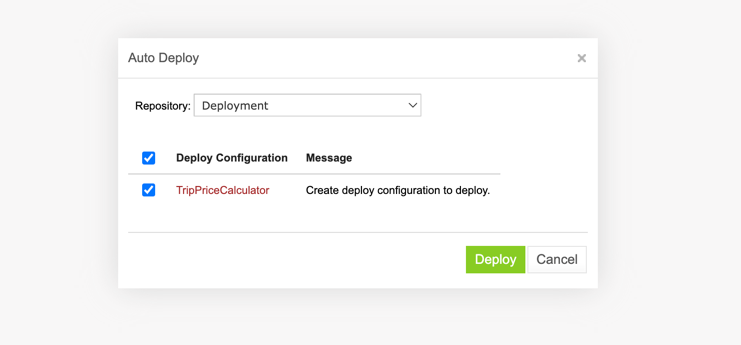 Auto Deploy ×
Repository: Deployment
Deploy Configuration Message
TripPriceCalculator Create deploy configuration to deploy.
Deploy Cancel